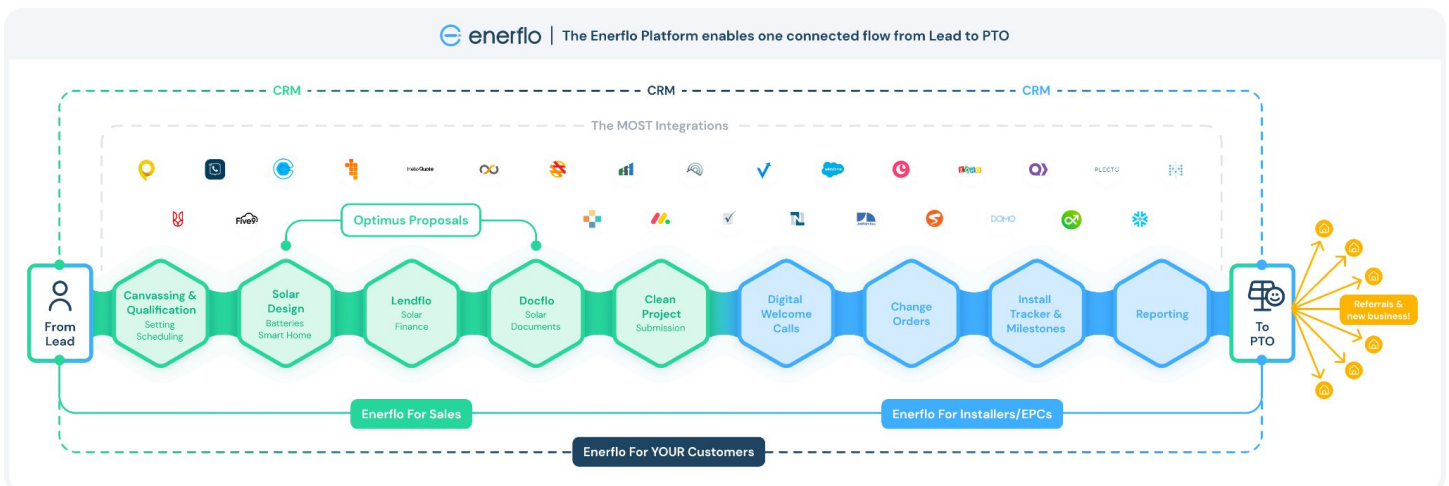 enerflo | The Enerflo Platform enables one connected flow from Lead to PTO
CRM
CRM
CRM
The MOST Integrations
HelloQuote
salesforce
ZOHO
PLECTO
Five9
DOMO
Optimus Proposals
From
Lead
Canvassing &
Qualification
Setting
Scheduling
Solar
Design
Batteries
Smart Home
Lendflo
Solar
Finance
Docflo
Solar
Documents
Clean
Project
Submission
Digital
Welcome
Calls
Change
Orders
Install
Tracker &
Milestones
Reporting
To
PTO
Referrals &
new business!
Enerflo For Sales
Enerflo For Installers/EPCs
Enerflo For YOUR Customers